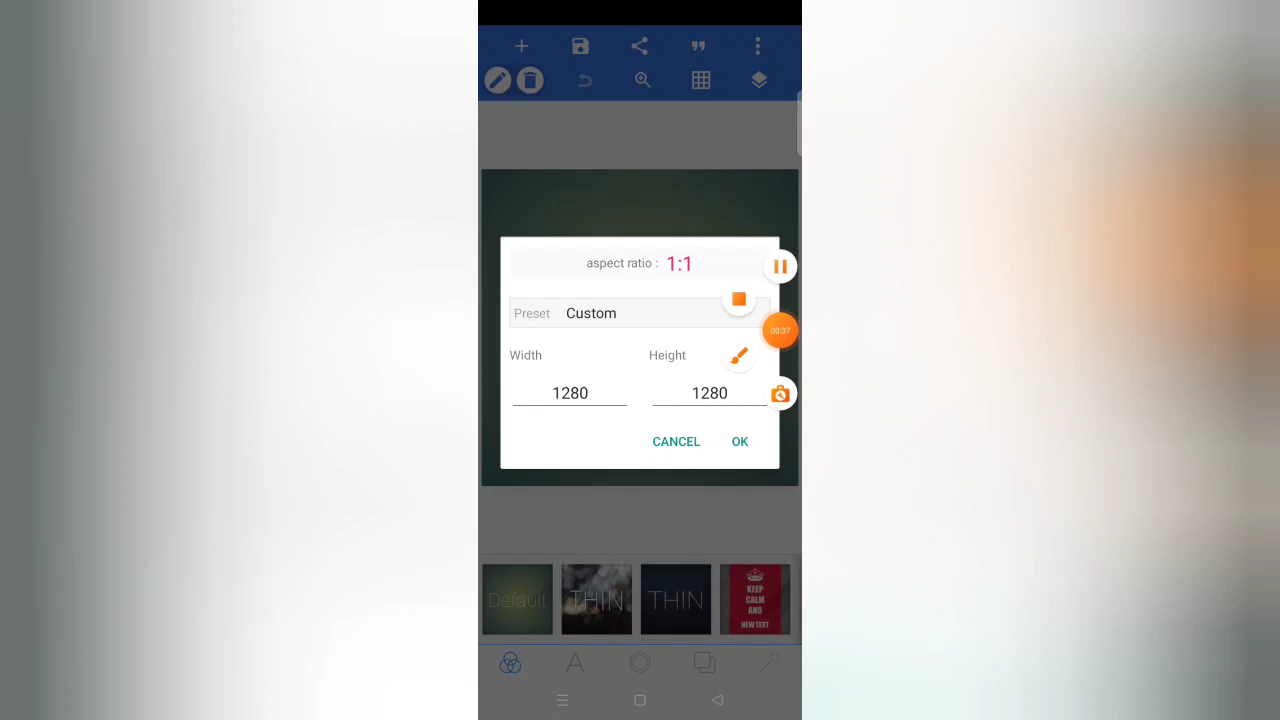 aspect ratio : 1:1
Preset Custom
00:37
Width Height
1280 1280
CANCEL OK
Default THIN THIN KEEP
CALM
AND
NEW TEXT